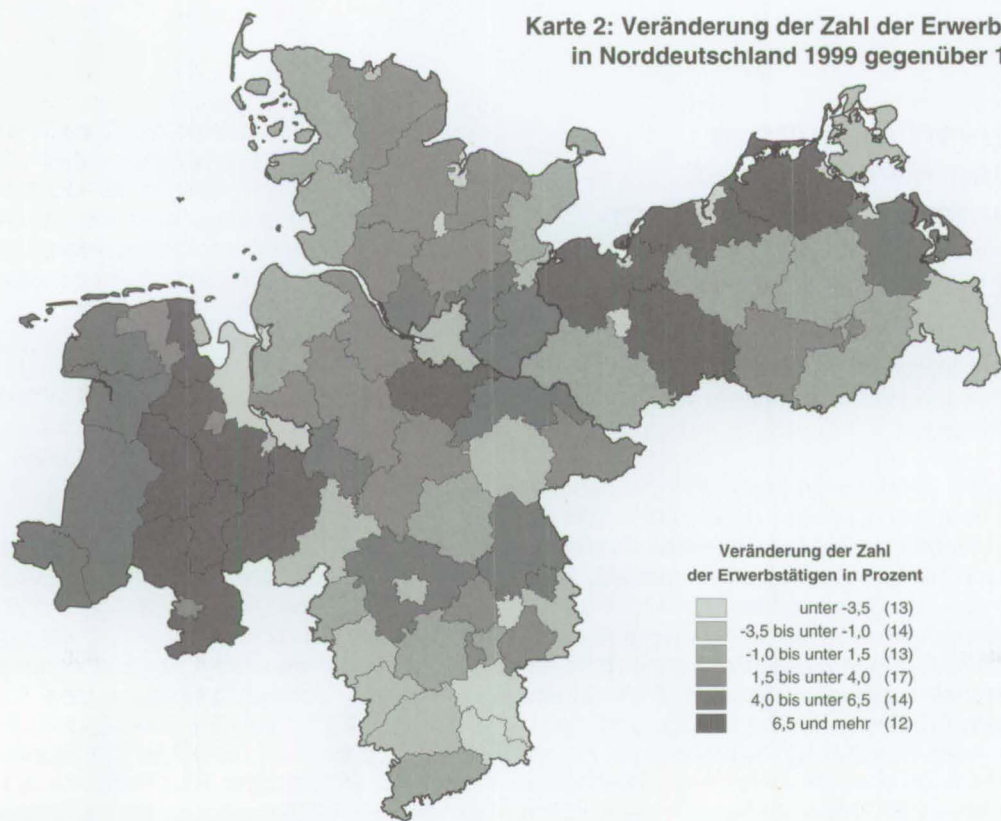 Karte 2: Veränderung der Zahl der
in Norddeutschland 1999 gegenüber
Veränderung der Zahl
der Erwerbstätigen in Prozent
unter -3,5 (13)
-3,5 bis unter -1,0 (14)
-1,0 bis unter 1,5 (13)
1,5 bis unter 4,0 (17)
4,0 bis unter 6,5 (14)
6,5 und mehr (12)